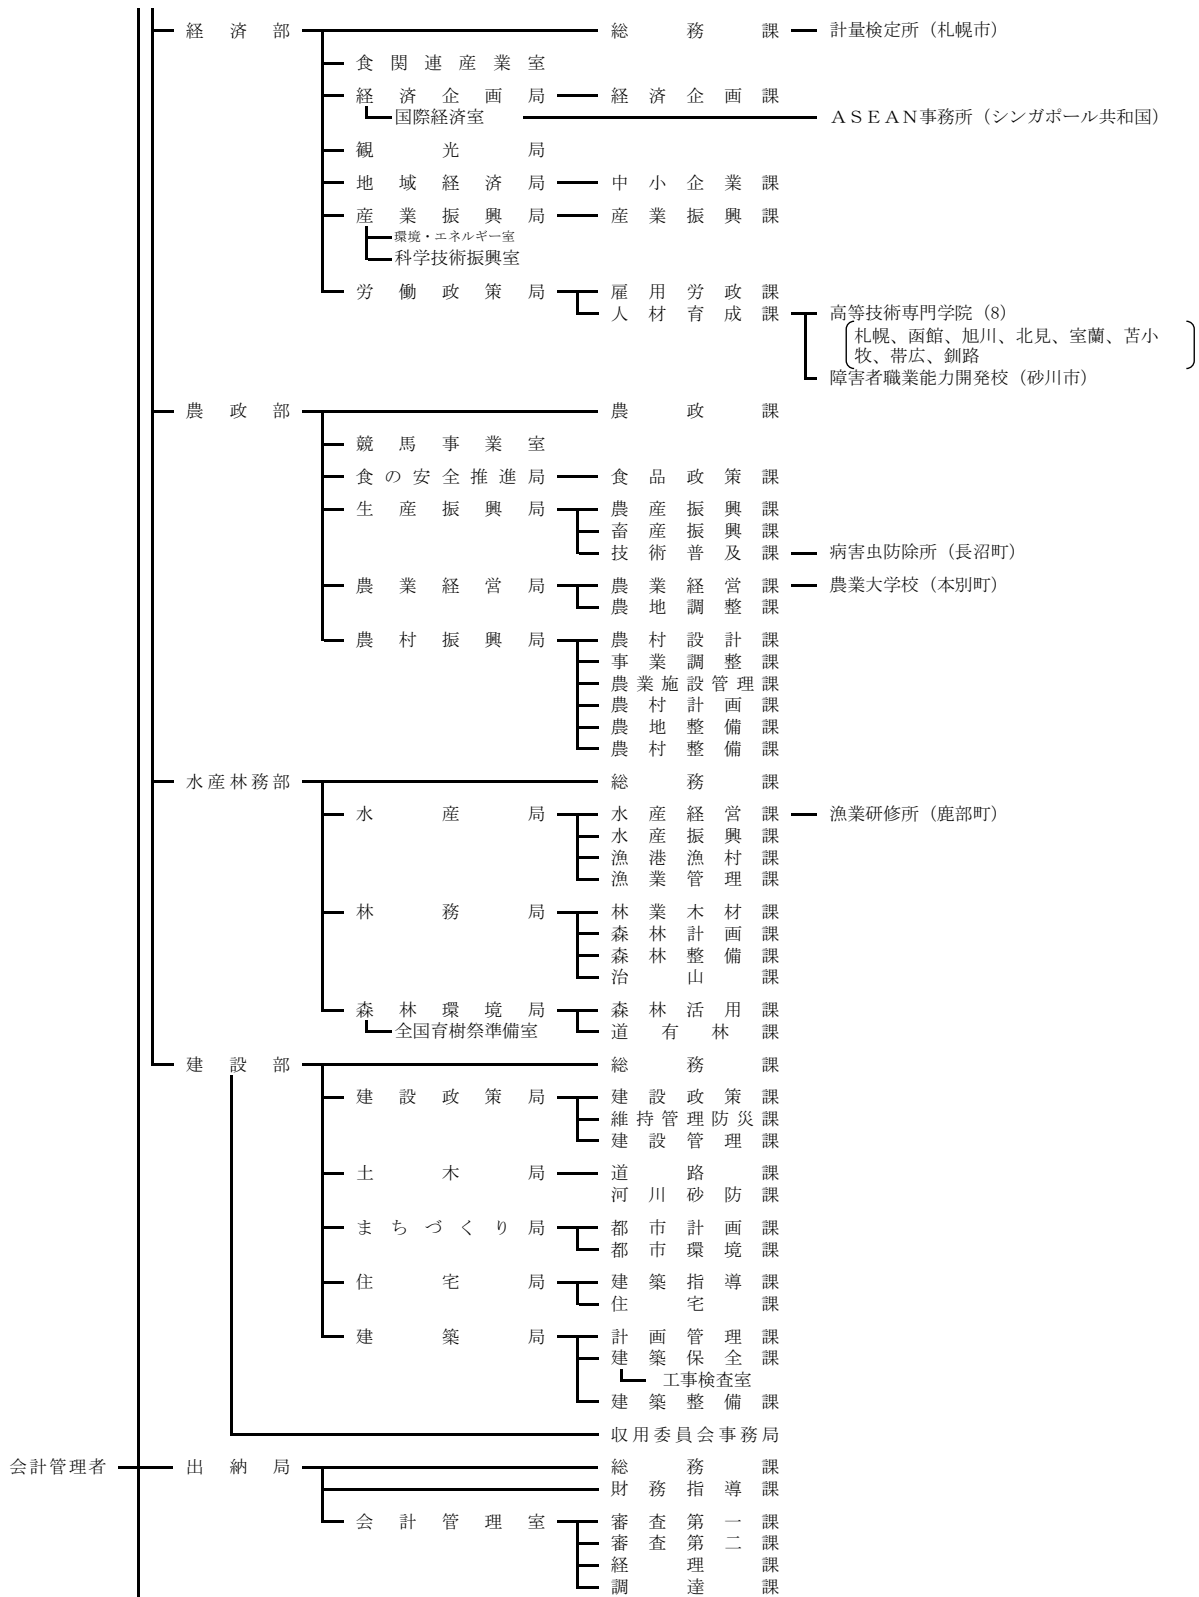 経済部 総務課 計量検定所（札幌市）
食関連産業室
経済企画局 経済企画課
国際経済室 ＡＳＥＡＮ事務所（シンガポール共和国）
観光局
地域経済局 中小企業課
産業振興局 産業振興課
環境・エネルギー室
科学技術振興室
労働政策局 雇用労政課
人材育成課 高等技術専門学院（8）
札幌、函館、旭川、北見、室蘭、苫小
牧、帯広、釧路
障害者職業能力開発校（砂川市）
農政部 農政課
競馬事業室
食の安全推進局 食品政策課
生産振興局 農産振興課
畜産振興課
技術普及課 病害虫防除所（長沼町）
農業経営局 農業経営課 農業大学校（本別町）
農地調整課
農村振興局 農村設計課
事業調整課
農業施設管理課
農村計画課
農地整備課
農村整備課
水産林務部 総務課
水産局 水産経営課 漁業研修所（鹿部町）
水産振興課
漁港漁村課
漁業管理課
林務局 林業木材課
森林計画課
森林整備課
治山課
森林環境局 森林活用課
全国育樹祭準備室 道有林課
建設部 総務課
建設政策局 建設政策課
維持管理防災課
建設管理課
土木局 道路課
河川砂防課
まちづくり局 都市計画課
都市環境課
住宅局 建築指導課
住宅課
建築局 計画管理課
建築保全課
工事検査室
建築整備課
収用委員会事務局
会計管理者 出納局 総務課
財務指導課
会計管理室 審査第一課
審査第二課
経理課
調達課